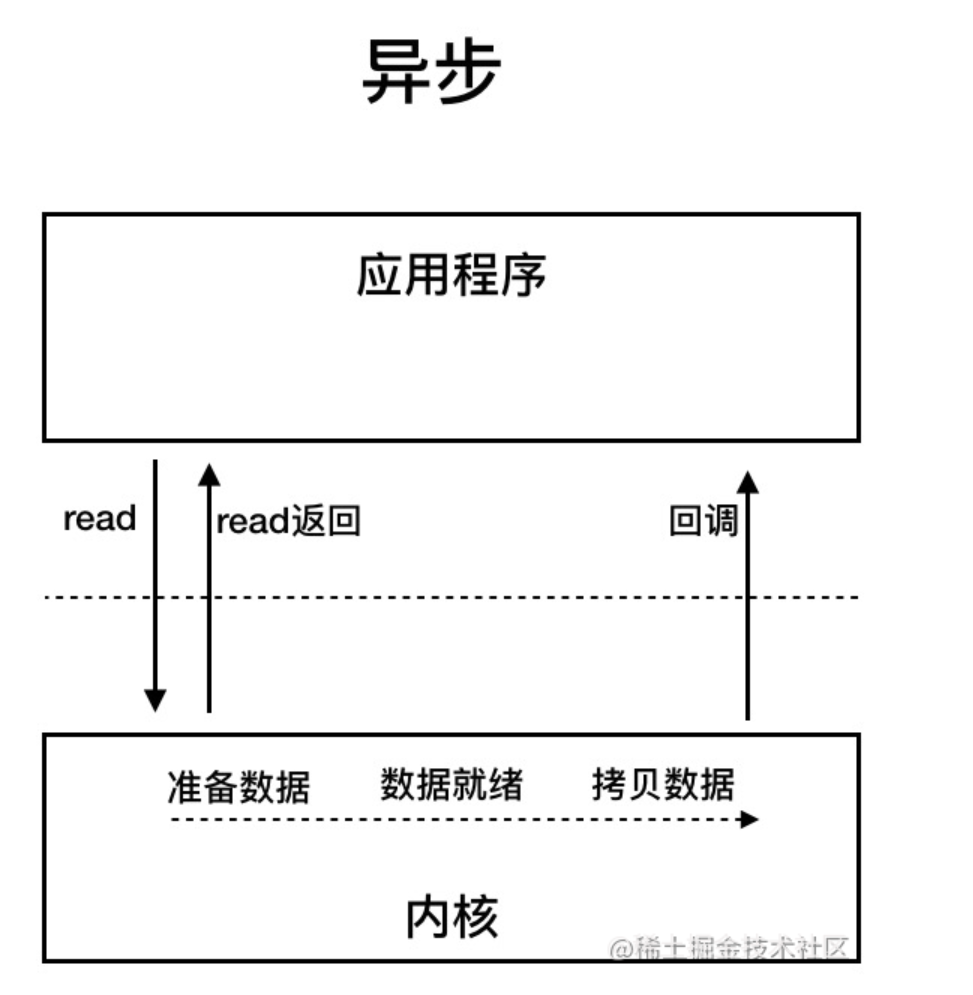 异步
应用程序
read
read返回
回调
准备数据
数据就绪
拷贝数据
内核
@稀土掘金技术社区